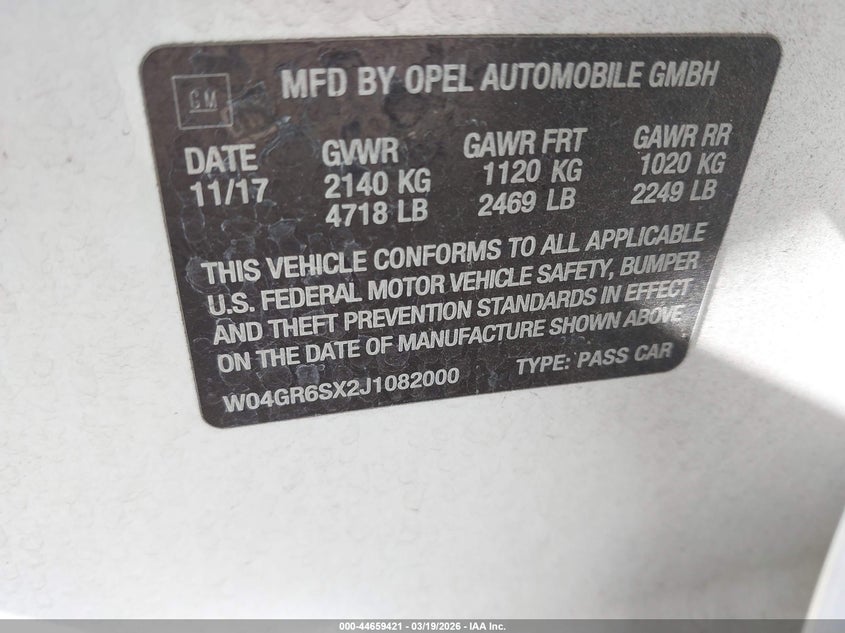 GM
MFD BY OPEL AUTOMOBILE GMBH
DATE GVWR GAWR FRT GAWR RR
11/17 2140 KG 1120 KG 1020 KG
4718 LB 2469 LB 2249 LB
THIS VEHICLE CONFORMS TO ALL APPLICABLE
U.S. FEDERAL MOTOR VEHICLE SAFETY, BUMPER
AND THEFT PREVENTION STANDARDS IN EFFECT
ON THE DATE OF MANUFACTURE SHOWN ABOVE
W04GR6SX2J1082000 TYPE: PASS CAR
000-44659421 - 03/19/2026 - IAA Inc.